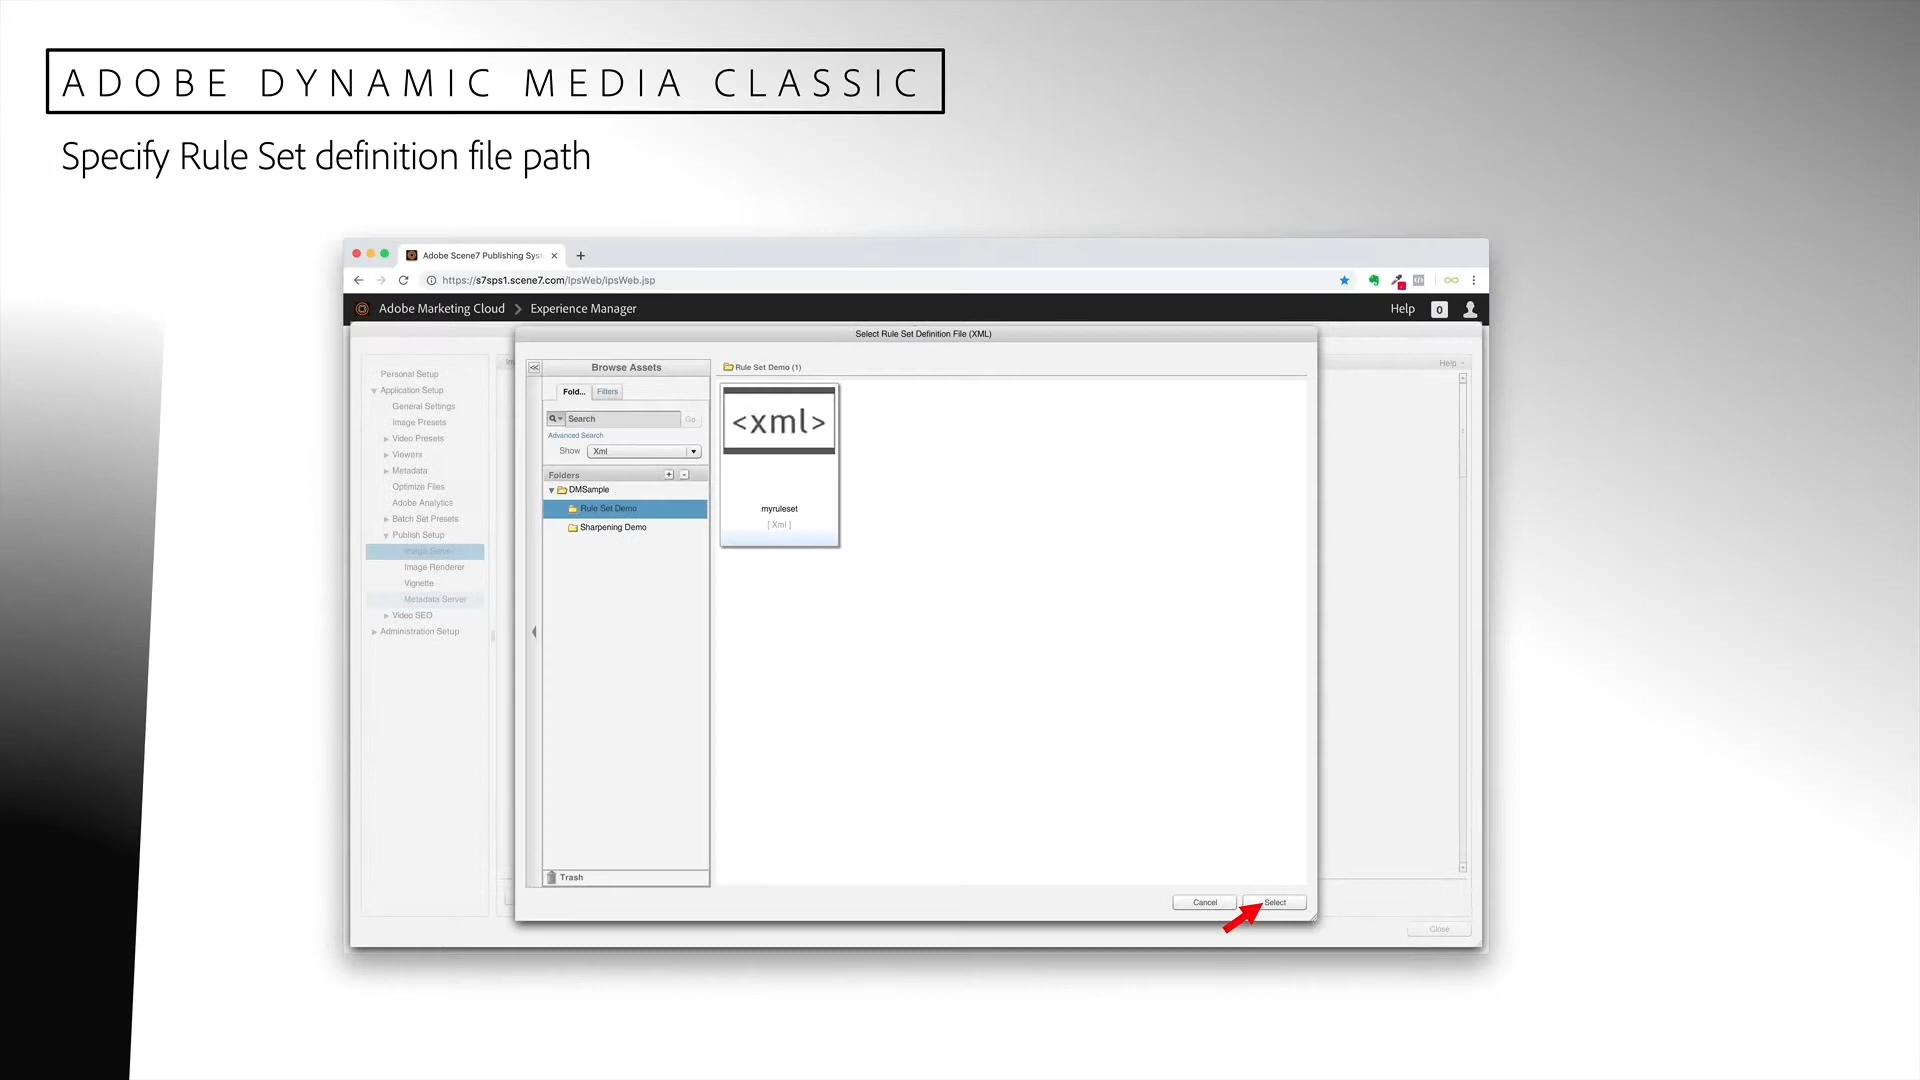 ADOBE DYNAMIC MEDIA CLASSIC
Specify Rule Set definition file path
Adobe Scene7 Publishing Syst
https://s7sps1.scene7.com/IpsWeb/IpsWeb.jsp
Adobe Marketing Cloud
Experience Manager
Help
0
Select Rule Set Definition File (XML)
Personal Setup
Application Setup
General Settings
Image Presets
Video Presets
Viewers
Metadata
Optimize Files
Adobe Analytics
Batch Set Presets
Publish Setup
Image Server
Image Renderer
Vignette
Metadata Server
Video SEO
Administration Setup
Browse Assets
Fold...
Filters
Search
Go
Advanced Search
Show
Xml
Folders
DMSample
Rule Set Demo
Sharpening Demo
Trash
Rule Set Demo (1)
<xml>
myruleset
[ Xml ]
Help
Cancel
Select
Close